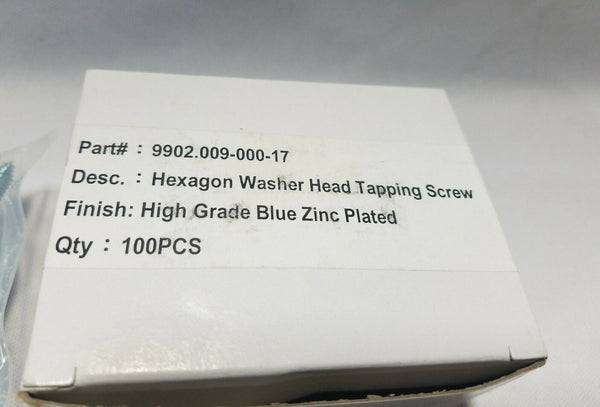 Part# : 9902.009-000-17
Desc. : Hexagon Washer Head Tapping Screw
Finish: High Grade Blue Zinc Plated
Qty : 100PCS